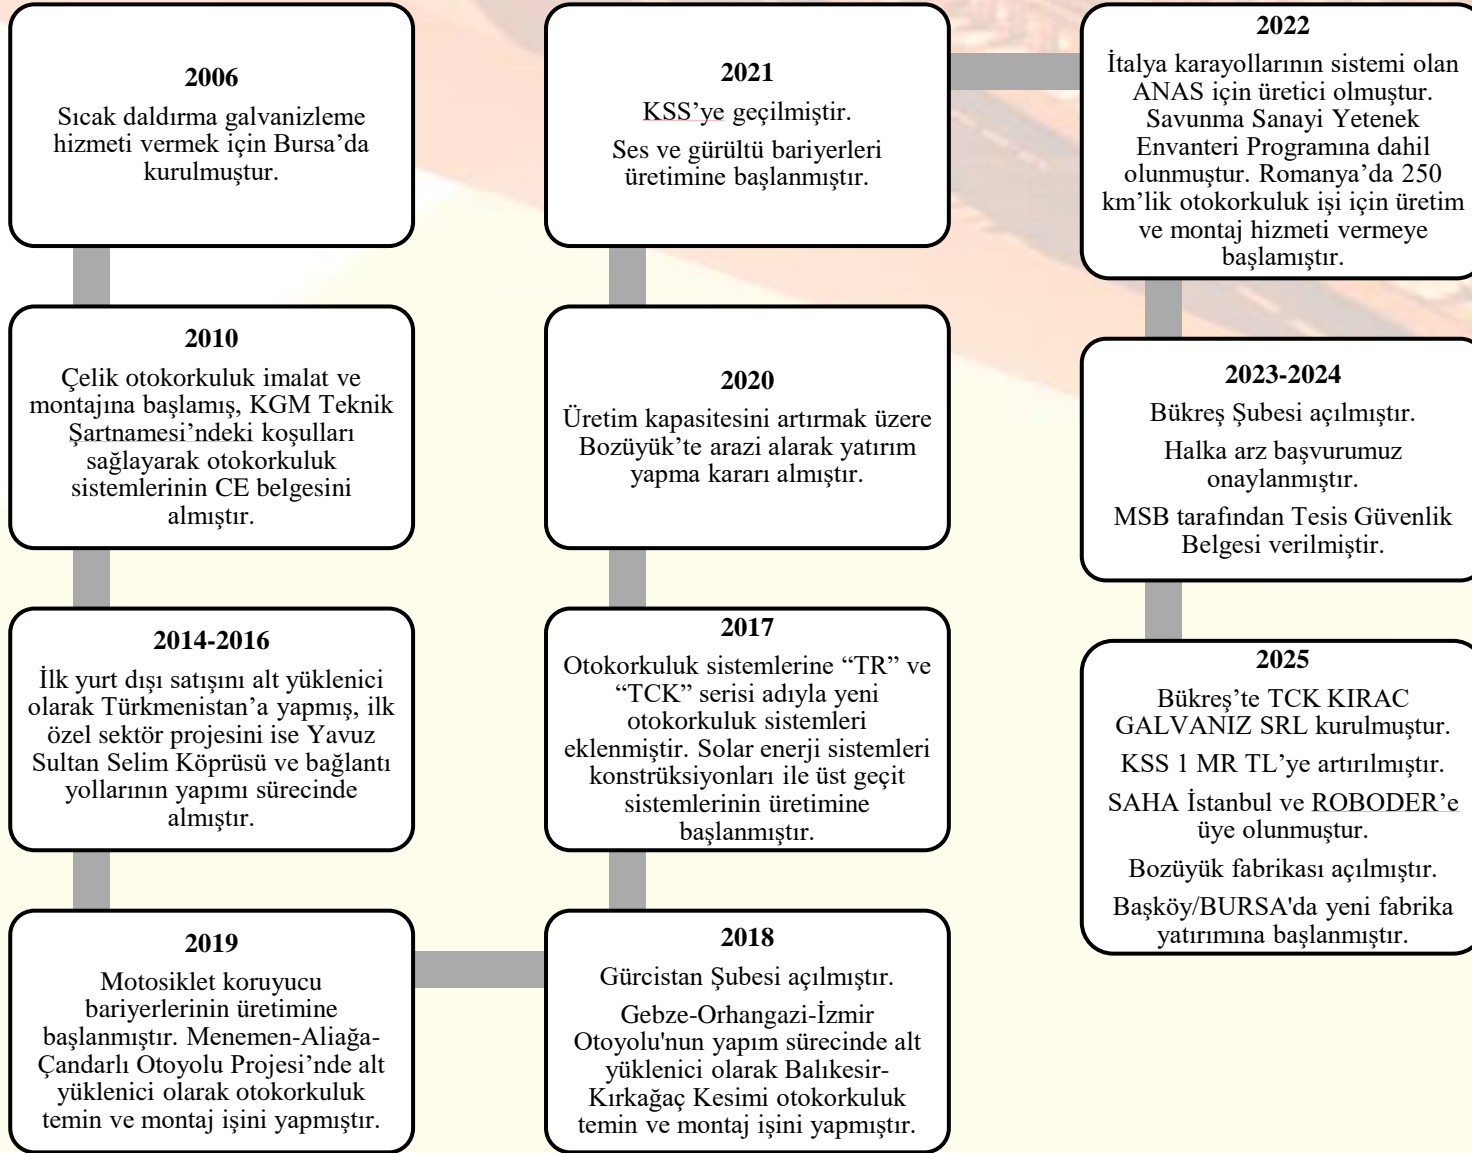 2006
Sıcak daldırma galvanizleme
hizmeti vermek için Bursa’da
kurulmuştur.
2010
Çelik otokorkuluk imalat ve
montajına başlamış, KGM Teknik
Şartnamesi’ndeki koşulları
sağlayarak otokorkuluk
sistemlerinin CE belgesini
almıştır.
2014-2016
İlk yurt dışı satışını alt yüklenici
olarak Türkmenistan’a yapmış, ilk
özel sektör projesini ise Yavuz
Sultan Selim Köprüsü ve bağlantı
yollarının yapımı sürecinde
almıştır.
2019
Motosiklet koruyucu
bariyerlerinin üretimine
başlanmıştır. Menemen-Aliağa-
Çandarlı Otoyolu Projesi’nde alt
yüklenici olarak otokorkuluk
temin ve montaj işini yapmıştır.
2018
Gürcistan Şubesi açılmıştır.
Gebze-Orhangazi-İzmir
Otoyolu'nun yapım sürecinde alt
yüklenici olarak Balıkesir-
Kırkağaç Kesimi otokorkuluk
temin ve montaj işini yapmıştır.
2017
Otokorkuluk sistemlerine “TR” ve
“TCK” serisi adıyla yeni
otokorkuluk sistemleri
eklenmiştir. Solar enerji sistemleri
konstrüksiyonları ile üst geçit
sistemlerinin üretimine
başlanmıştır.
2020
Üretim kapasitesini artırmak üzere
Bozüyük’te arazi alarak yatırım
yapma kararı almıştır.
2021
KSS’ye geçilmiştir.
Ses ve gürültü bariyerleri
üretimine başlanmıştır.
2022
İtalya karayollarının sistemi olan
ANAS için üretici olmuştur.
Savunma Sanayi Yetenek
Envanteri Programına dahil
olunmuştur. Romanya’da 250
km’lik otokorkuluk işi için üretim
ve montaj hizmeti vermeye
başlamıştır.
2023-2024
Bükreş Şubesi açılmıştır.
Halka arz başvurumuz
onaylanmıştır.
MSB tarafından Tesis Güvenlik
Belgesi verilmiştir.
2025
Bükreş’te TCK KIRAC
GALVANIZ SRL kurulmuştur.
KSS 1 MR TL’ye artırılmıştır.
SAHA İstanbul ve ROBODER’e
üye olunmuştur.
Bozüyük fabrikası açılmıştır.
Başköy/BURSA'da yeni fabrika
yatırımına başlanmıştır.